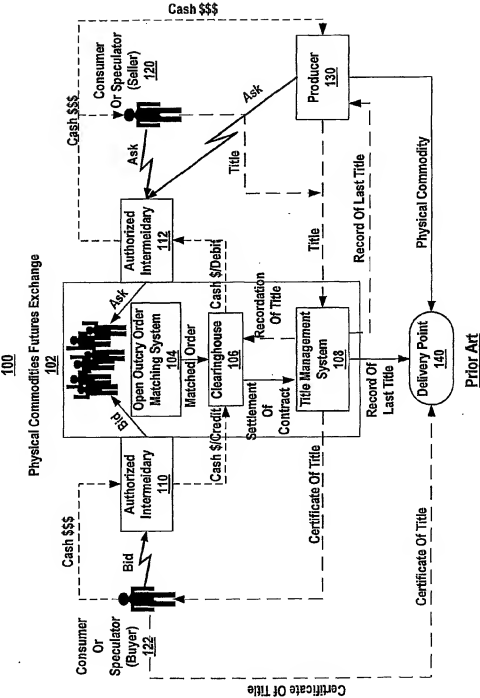 100
Physical Commodities Futures Exchange
102
Cash $$$
Cash $$$
Cash $$$
Consumer
Or Speculator
(Seller)
120
Ask
Ask
Authorized
Intermeidary
112
Producer
130
Title
Title
Record Of Last Title
Physical Commodity
Bid
Ask
Open Outcry Order
Matching System
104
Matched Order
Cash $/Credit
Cash $/Debit
Clearinghouse
106
Settlement
Of
Contract
Recordation
Of Title
Title Management
System
108
Record Of
Last Title
Authorized
Intermeidary
110
Bid
Consumer
Or
Speculator
(Buyer)
122
Certificate Of Title
Certificate Of Title
Certificate Of Title
Delivery Point
140
Prior Art